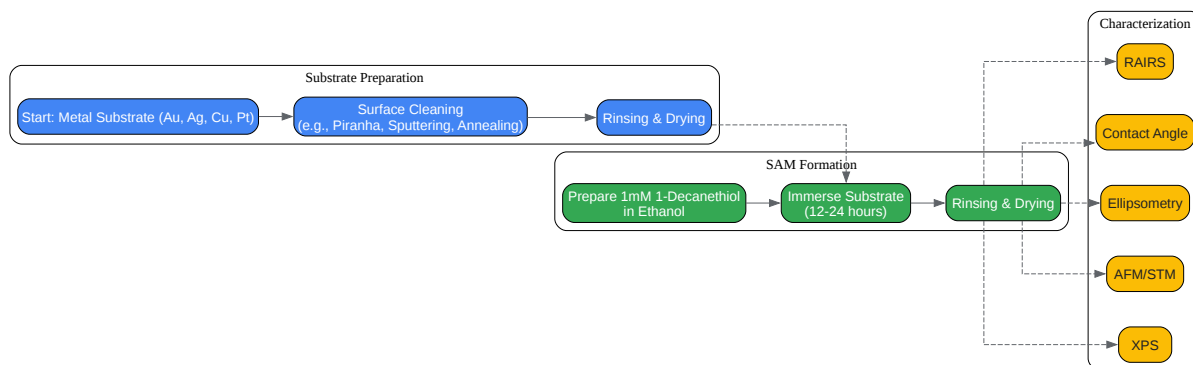 Substrate Preparation
Start: Metal Substrate (Au, Ag, Cu, Pt)
Surface Cleaning
(e.g., Piranha, Sputtering, Annealing)
Rinsing & Drying
SAM Formation
Prepare 1mM 1-Decanethiol
in Ethanol
Immerse Substrate
(12-24 hours)
Rinsing & Drying
Characterization
RAIRS
Contact Angle
Ellipsometry
AFM/STM
XPS